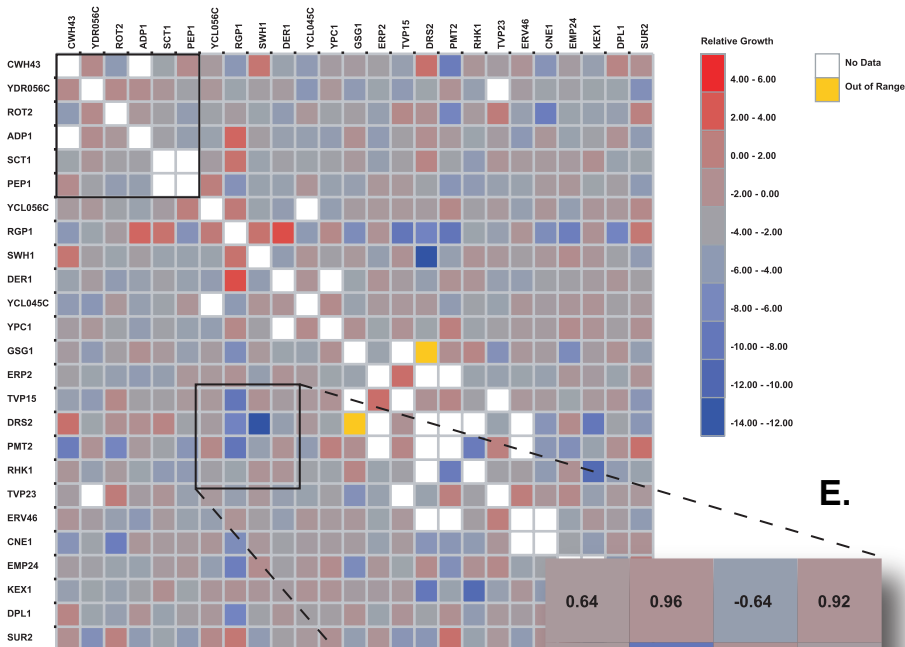 CWH43 YDR056C ROT2 ADP1 SCT1 PEP1 YCL056C RGP1 SWH1 DER1 YCL045C YPC1 GSG1 ERP2 TVP15 DRS2 PMT2 RHK1 TVP23 ERV46 CNE1 EMP24 KEX1 DPL1 SUR2
CWH43
YDR056C
ROT2
ADP1
SCT1
PEP1
YCL056C
RGP1
SWH1
DER1
YCL045C
YPC1
GSG1
ERP2
TVP15
DRS2
PMT2
RHK1
TVP23
ERV46
CNE1
EMP24
KEX1
DPL1
SUR2
Relative Growth
4.00 - 6.00
2.00 - 4.00
0.00 - 2.00
-2.00 - 0.00
-4.00 - -2.00
-6.00 - -4.00
-8.00 - -6.00
-10.00 - -8.00
-12.00 - -10.00
-14.00 - -12.00
No Data
Out of Range
E.
0.64 0.96 -0.64 0.92